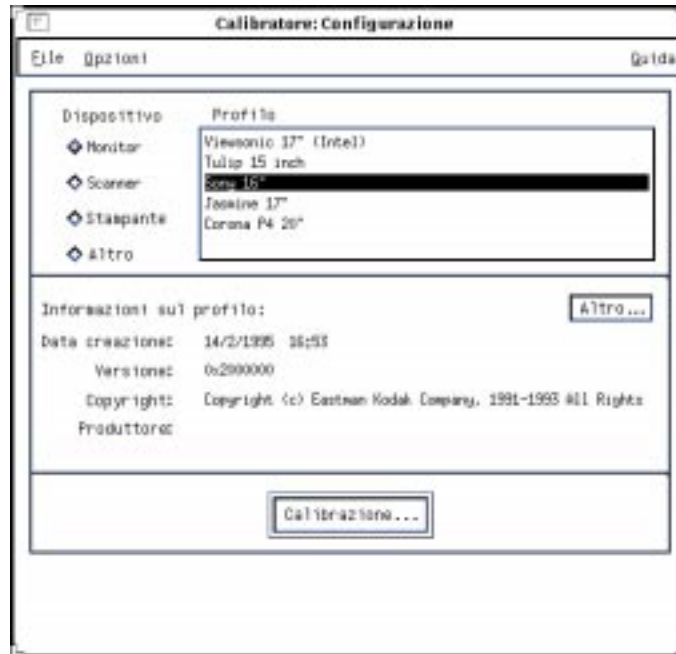 Calibratore: Configurazione
File Opzioni Guida
Dispositivo Profilo
Monitor
Scanner
Stampante
Altro
Viewsonic 17" (Intel)
Tulip 15 inch
Sony 16"
Jasmine 17"
Corona P4 20"
Informazioni sul profilo:
Altro...
Data creazione: 14/2/1995 16:53
Versione: 0x2000000
Copyright: Copyright (c) Eastman Kodak Company, 1991-1993 All Rights
Produttore:
Calibrazione...